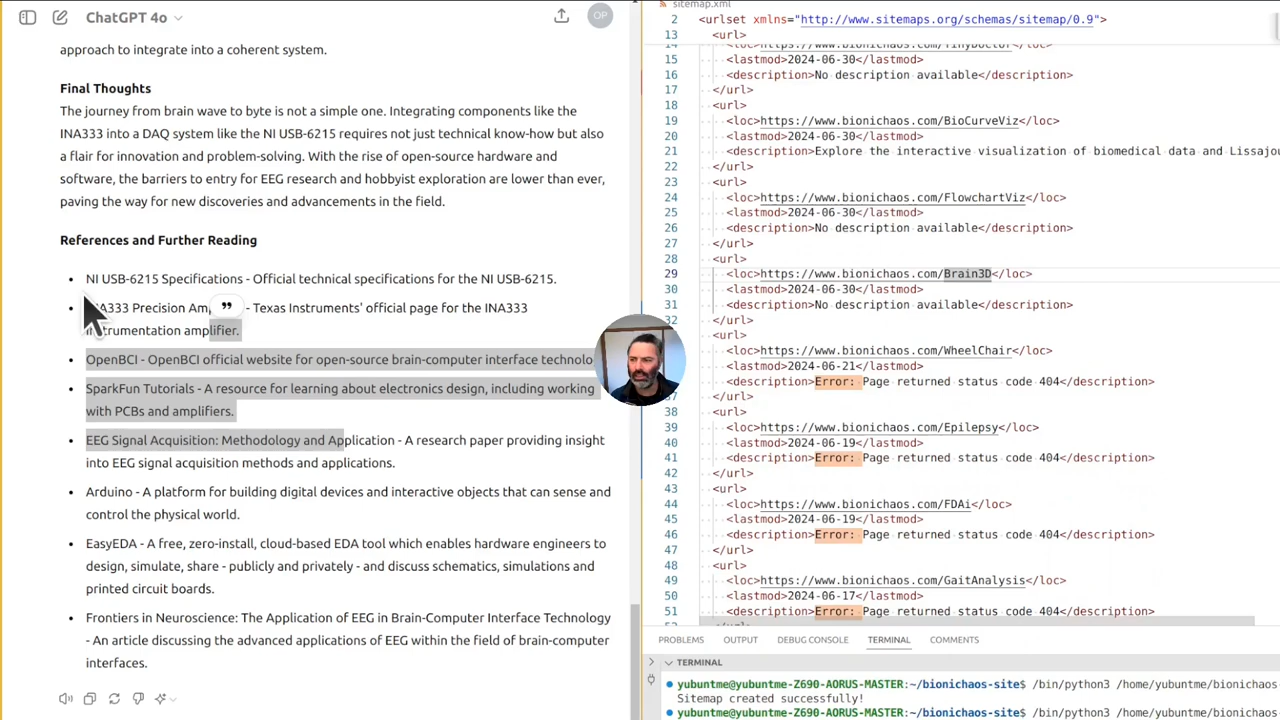 ChatGPT 4o
OP
approach to integrate into a coherent system.
Final Thoughts
The journey from brain wave to byte is not a simple one. Integrating components like the
INA333 into a DAQ system like the NI USB-6215 requires not just technical know-how but also
a flair for innovation and problem-solving. With the rise of open-source hardware and
software, the barriers to entry for EEG research and hobbyist exploration are lower than ever,
paving the way for new discoveries and advancements in the field.
References and Further Reading
• NI USB-6215 Specifications - Official technical specifications for the NI USB-6215.
• INA333 Precision Amp - Texas Instruments' official page for the INA333
instrumentation amplifier.
• OpenBCI - OpenBCI official website for open-source brain-computer interface technolo
• SparkFun Tutorials - A resource for learning about electronics design, including working
with PCBs and amplifiers.
• EEG Signal Acquisition: Methodology and Application - A research paper providing insight
into EEG signal acquisition methods and applications.
• Arduino - A platform for building digital devices and interactive objects that can sense and
control the physical world.
• EasyEDA - A free, zero-install, cloud-based EDA tool which enables hardware engineers to
design, simulate, share - publicly and privately - and discuss schematics, simulations and
printed circuit boards.
• Frontiers in Neuroscience: The Application of EEG in Brain-Computer Interface Technology
- An article discussing the advanced applications of EEG within the field of brain-computer
interfaces.
sitemap.xml
2 <urlset xmlns="http://www.sitemaps.org/schemas/sitemap/0.9">
13 <url>
14 <loc>https://www.bionichaos.com/TinyDoctor</loc>
15 <lastmod>2024-06-30</lastmod>
16 <description>No description available</description>
17 </url>
18 <url>
19 <loc>https://www.bionichaos.com/BioCurveViz</loc>
20 <lastmod>2024-06-30</lastmod>
21 <description>Explore the interactive visualization of biomedical data and Lissajou
22 </url>
23 <url>
24 <loc>https://www.bionichaos.com/FlowchartViz</loc>
25 <lastmod>2024-06-30</lastmod>
26 <description>No description available</description>
27 </url>
28 <url>
29 <loc>https://www.bionichaos.com/Brain3D</loc>
30 <lastmod>2024-06-30</lastmod>
31 <description>No description available</description>
32 </url>
<url>
<loc>https://www.bionichaos.com/WheelChair</loc>
<lastmod>2024-06-21</lastmod>
<description>Error: Page returned status code 404</description>
37 </url>
38 <url>
39 <loc>https://www.bionichaos.com/Epilepsy</loc>
40 <lastmod>2024-06-19</lastmod>
41 <description>Error: Page returned status code 404</description>
42 </url>
43 <url>
44 <loc>https://www.bionichaos.com/FDAi</loc>
45 <lastmod>2024-06-19</lastmod>
46 <description>Error: Page returned status code 404</description>
47 </url>
48 <url>
49 <loc>https://www.bionichaos.com/GaitAnalysis</loc>
50 <lastmod>2024-06-17</lastmod>
51 <description>Error: Page returned status code 404</description>
PROBLEMS OUTPUT DEBUG CONSOLE TERMINAL COMMENTS
TERMINAL
yubuntme@yubuntme-Z690-AORUS-MASTER:~/bionichaos-site$ /bin/python3 /home/yubuntme/bionichaos-
Sitemap created successfully!
yubuntme@yubuntme-Z690-AORUS-MASTER:~/bionichaos-site$ /bin/python3 /home/yubuntme/bionichaos-